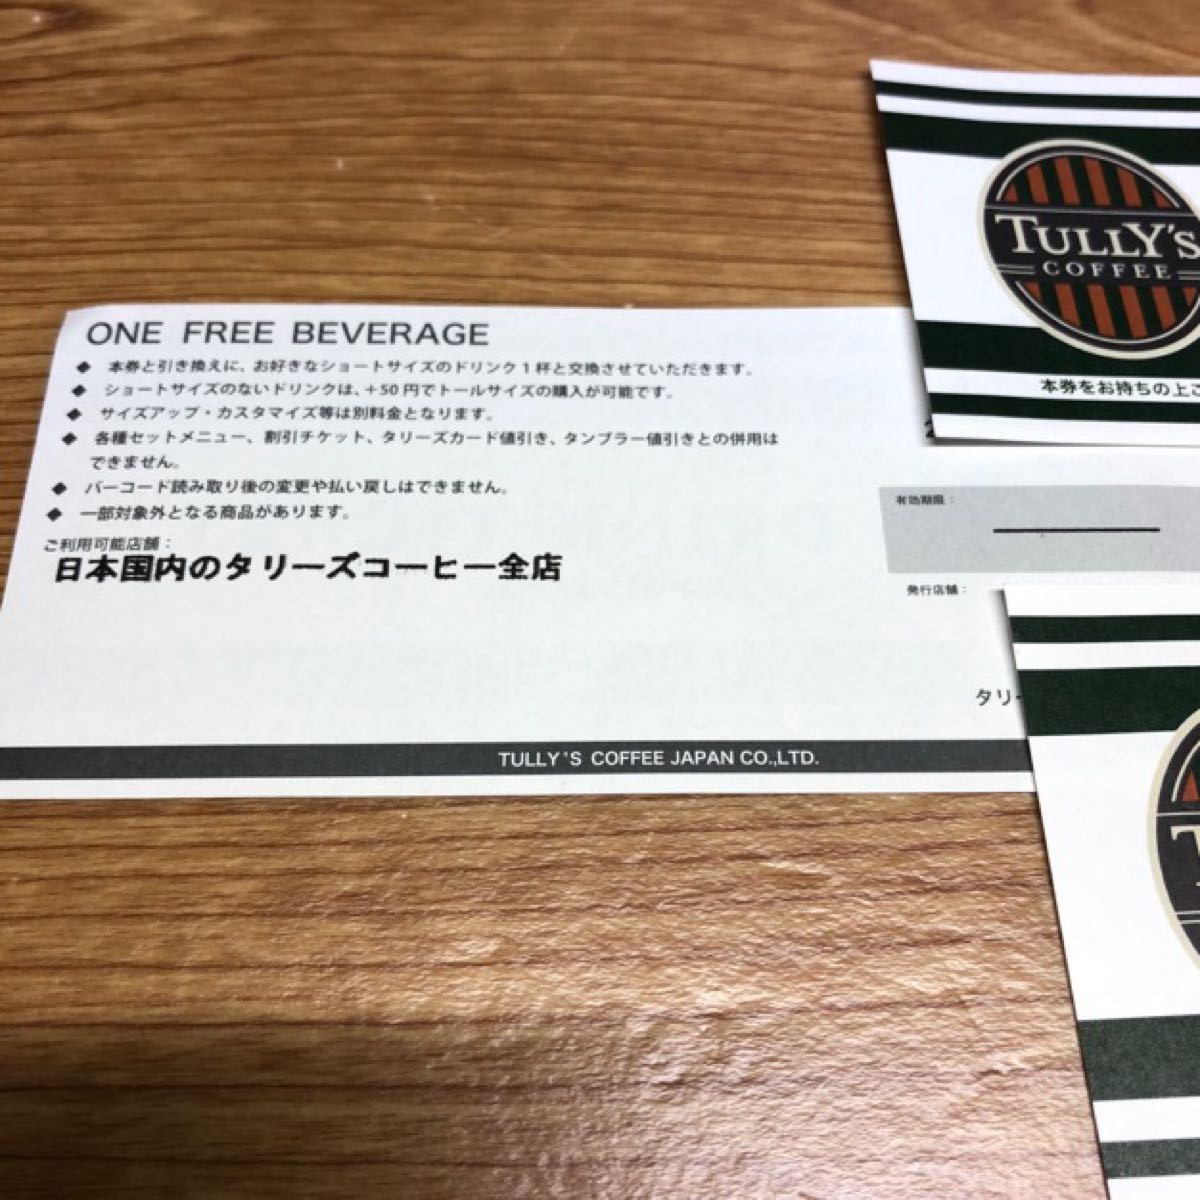 TULLY'S
COFFEE
本券をお持ちの上ご
ONE FREE BEVERAGE
◆ 本券と引き換えに、お好きなショートサイズのドリンク1杯と交換させていただきます。
◆ ショートサイズのないドリンクは、+50円でトールサイズの購入が可能です。
◆ サイズアップ・カスタマイズ等は別料金となります。
◆ 各種セットメニュー、割引チケット、タリーズカード値引き、タンブラー値引きとの併用は
できません。
◆ バーコード読み取り後の変更や払い戻しはできません。
◆ 一部対象外となる商品があります。
ご利用可能店舗:
日本国内のタリーズコーヒー全店
有効期限:
発行店舗:
タリー
TULLY'S COFFEE JAPAN CO.,LTD.